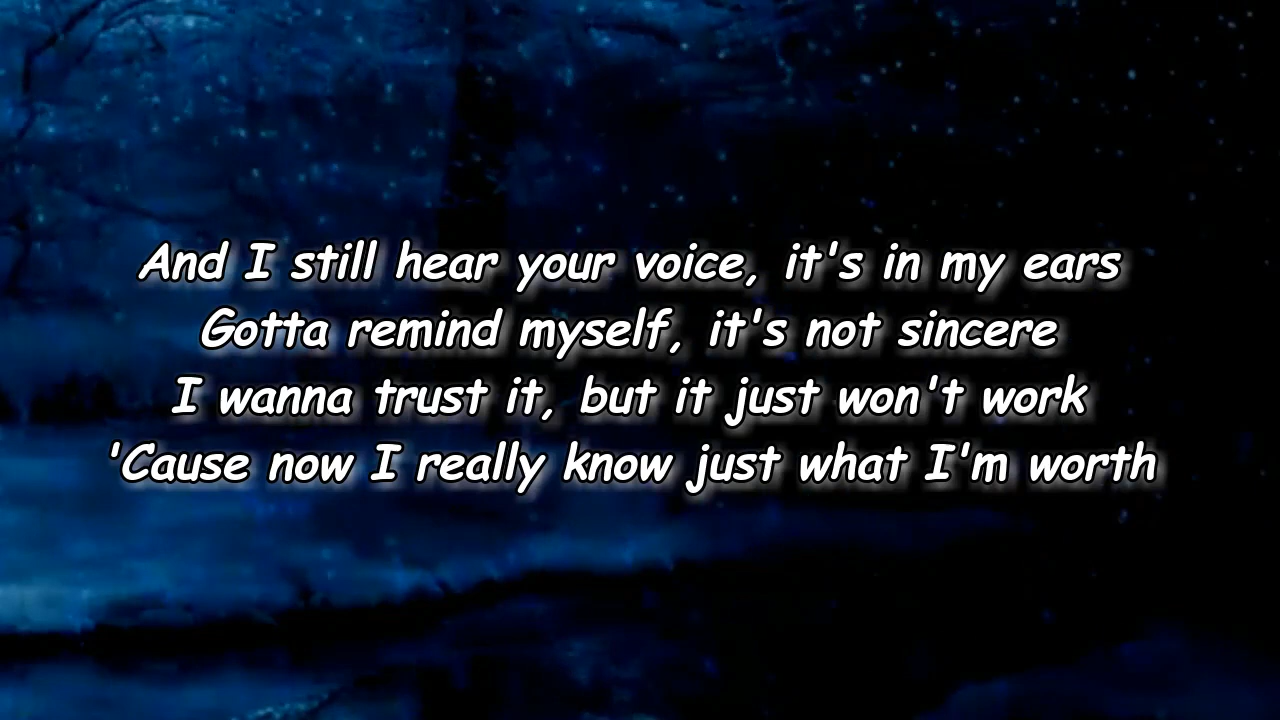 And I still hear your voice, it's in my ears
Gotta remind myself, it's not sincere
I wanna trust it, but it just won't work
'Cause now I really know just what I'm worth